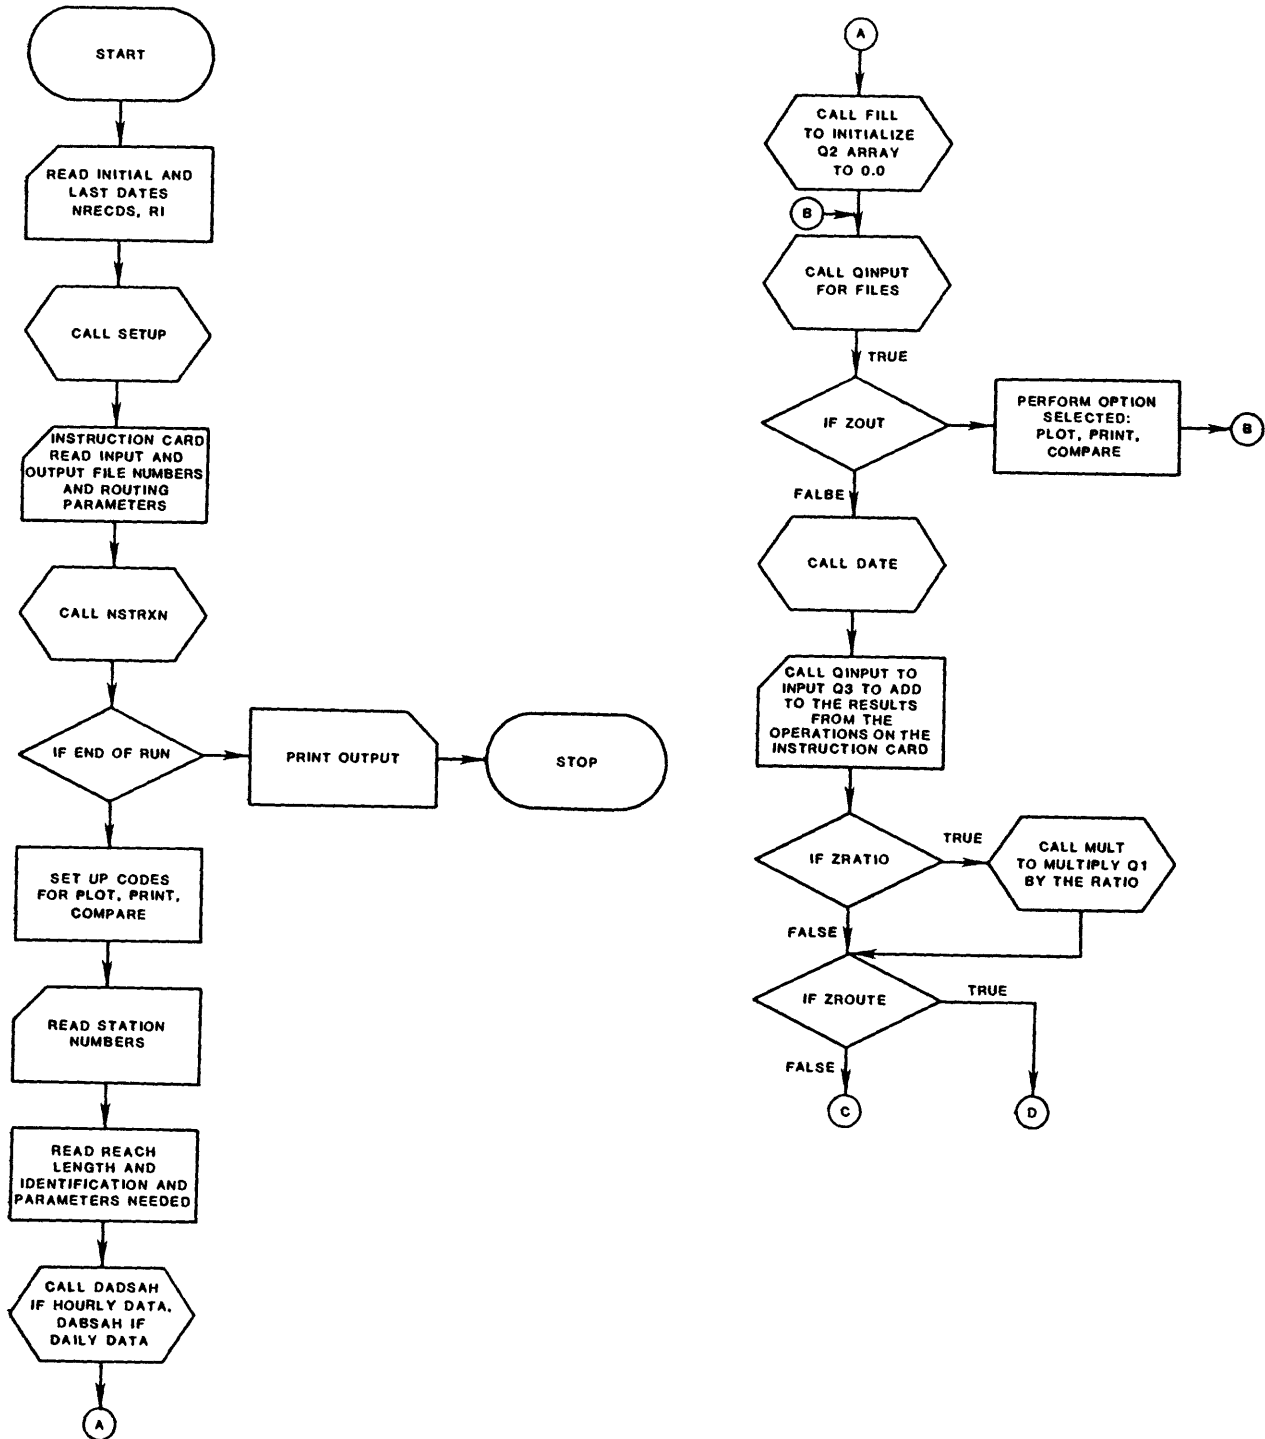 START
READ INITIAL AND
LAST DATES
NRECDS, RI
CALL SETUP
INSTRUCTION CARD
READ INPUT AND
OUTPUT FILE NUMBERS
AND ROUTING
PARAMETERS
CALL NSTRXN
IF END OF RUN
PRINT OUTPUT
STOP
SET UP CODES
FOR PLOT, PRINT,
COMPARE
READ STATION
NUMBERS
READ REACH
LENGTH AND
IDENTIFICATION AND
PARAMETERS NEEDED
CALL DADSAH
IF HOURLY DATA,
DABSAH IF
DAILY DATA
A
A
CALL FILL
TO INITIALIZE
Q2 ARRAY
TO 0.0
B
CALL QINPUT
FOR FILES
TRUE
IF ZOUT
PERFORM OPTION
SELECTED:
PLOT, PRINT,
COMPARE
B
FALBE
CALL DATE
CALL QINPUT TO
INPUT Q3 TO ADD
TO THE RESULTS
FROM THE
OPERATIONS ON THE
INSTRUCTION CARD
IF ZRATIO
TRUE
CALL MULT
TO MULTIPLY Q1
BY THE RATIO
FALSE
IF ZROUTE
TRUE
FALSE
C
D